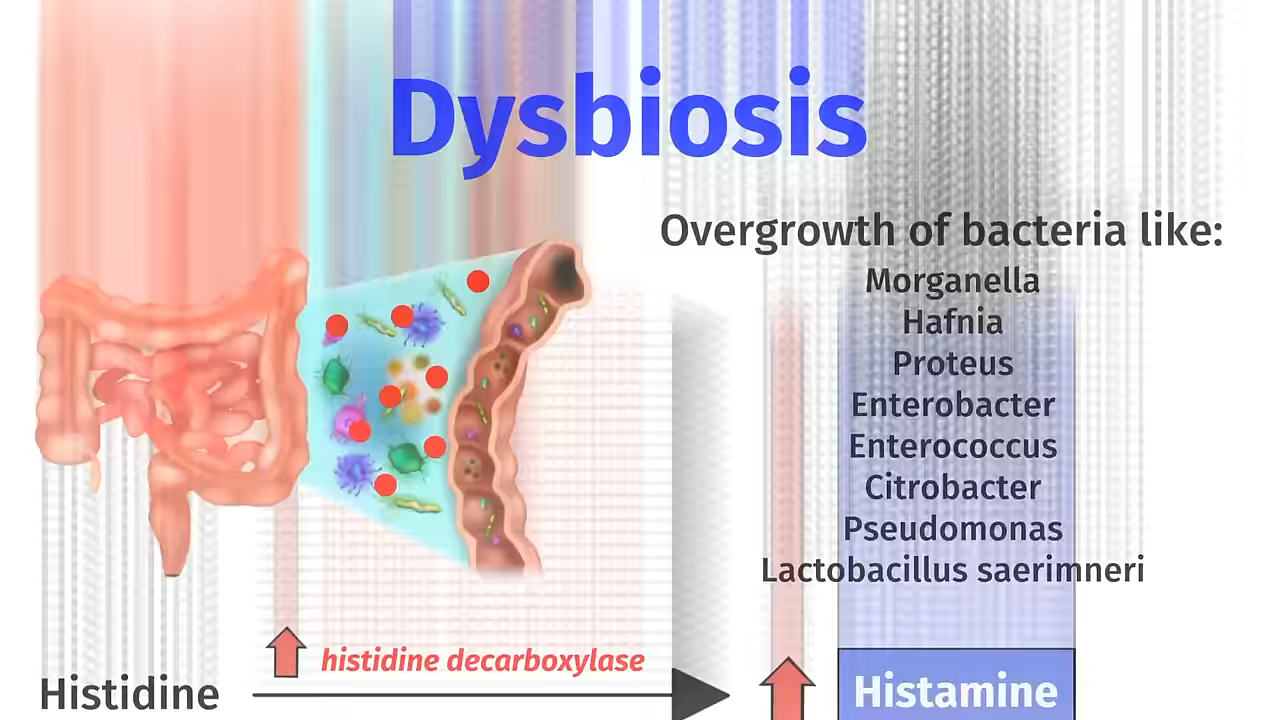 Dysbiosis
Overgrowth of bacteria like:
Morganella
Hafnia
Proteus
Enterobacter
Enterococcus
Citrobacter
Pseudomonas
Lactobacillus saerimneri
histidine decarboxylase
Histidine
Histamine